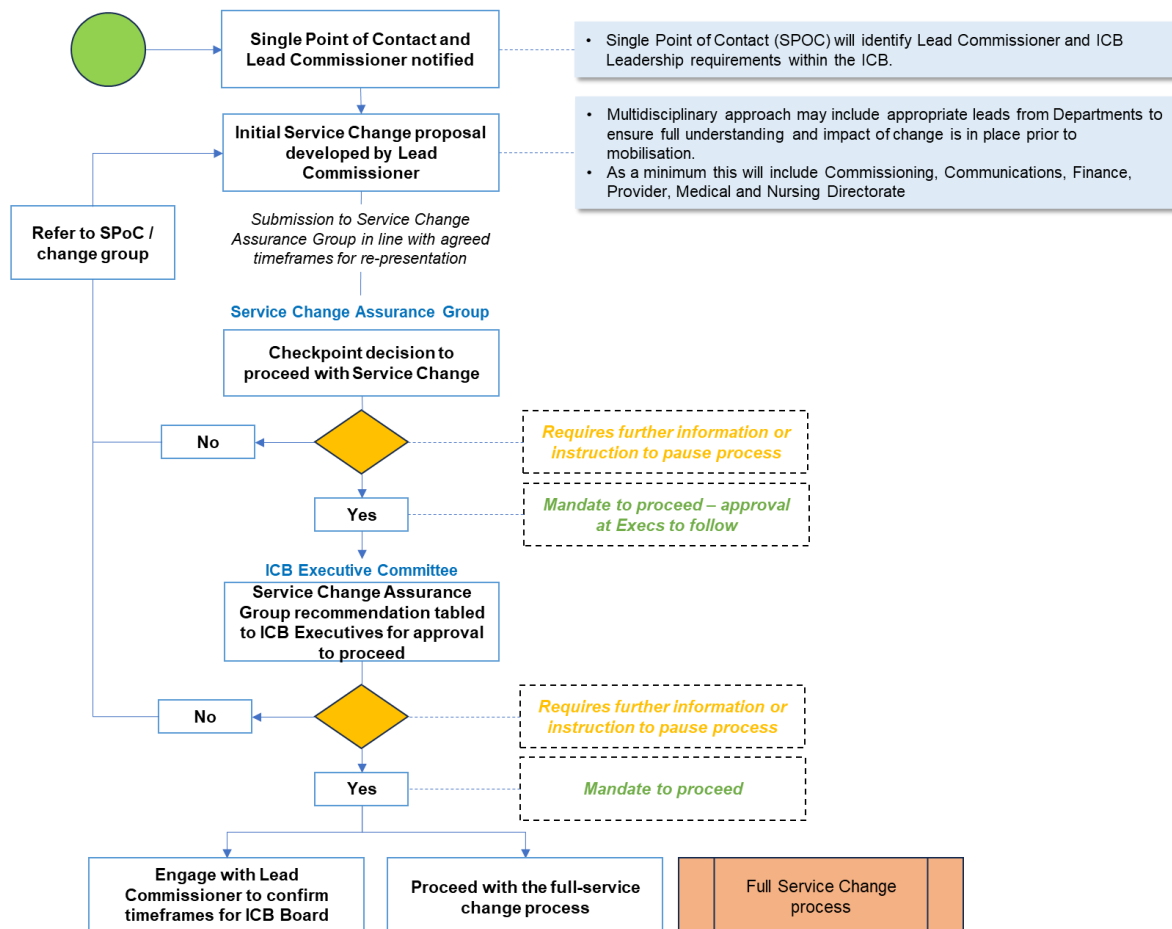 Single Point of Contact and
Lead Commissioner notified
• Single Point of Contact (SPOC) will identify Lead Commissioner and ICB
Leadership requirements within the ICB.
Initial Service Change proposal
developed by Lead
Commissioner
• Multidisciplinary approach may include appropriate leads from Departments to
ensure full understanding and impact of change is in place prior to
mobilisation.
• As a minimum this will include Commissioning, Communications, Finance,
Provider, Medical and Nursing Directorate
Refer to SPoC /
change group
Submission to Service Change
Assurance Group in line with agreed
timeframes for re-presentation
Service Change Assurance Group
Checkpoint decision to
proceed with Service Change
No
Requires further information or
instruction to pause process
Yes
Mandate to proceed – approval
at Execs to follow
ICB Executive Committee
Service Change Assurance
Group recommendation tabled
to ICB Executives for approval
to proceed
No
Requires further information or
instruction to pause process
Yes
Mandate to proceed
Engage with Lead
Commissioner to confirm
timeframes for ICB Board
Proceed with the full-service
change process
Full Service Change
process